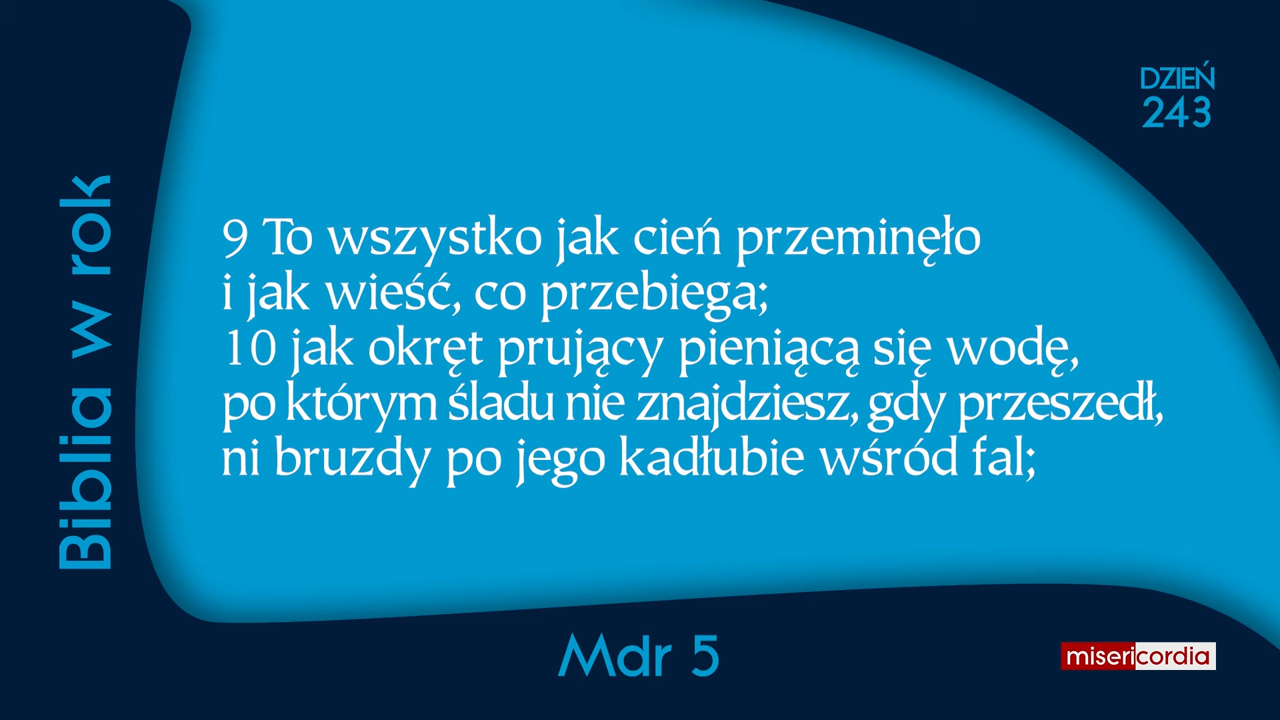 DZIEŃ
243
Biblia w rok
9 To wszystko jak cień przeminęło
i jak wieść, co przebiega;
10 jak okręt prujący pieniącą się wodę,
po którym śladu nie znajdziesz, gdy przeszedł,
ni bruzdy po jego kadłubie wśród fal;
Mdr 5
misericordia